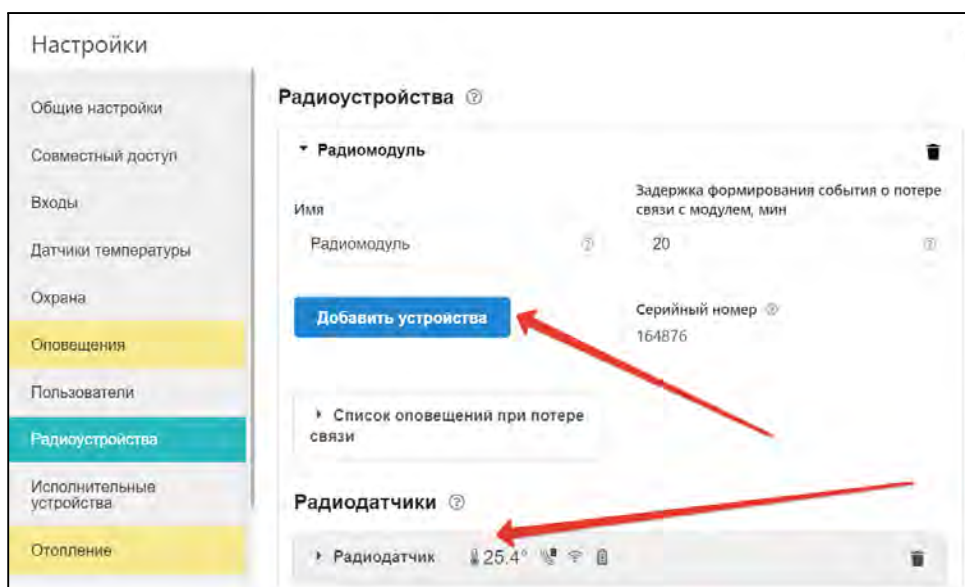 Настройки
Общие настройки
Совместный доступ
Входы
Датчики температуры
Охрана
Оповещения
Пользователи
Радиоустройства
Исполнительные
устройства
Отопление
Радиоустройства ?
Радиомодуль
Имя
Радиомодуль ?
Задержка формирования события о потере
связи с модулем, мин
20 ?
Добавить устройства
Серийный номер ?
164876
Список оповещений при потере
связи
Радиодатчики ?
Радиодатчик 25.4°